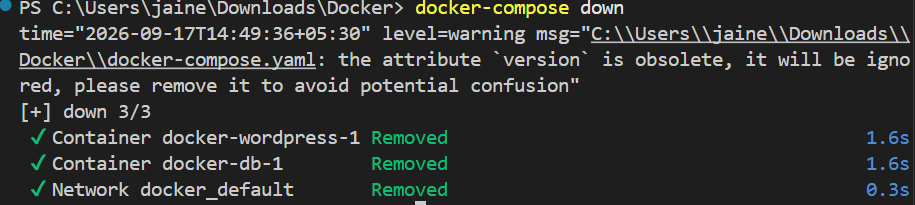 PS C:\Users\jaine\Downloads\Docker> docker-compose down
time="2026-09-17T14:49:36+05:30" level=warning msg="C:\\Users\\jaine\\Downloads\\
Docker\\docker-compose.yaml: the attribute `version` is obsolete, it will be igno
red, please remove it to avoid potential confusion"
[+] down 3/3
✓ Container docker-wordpress-1 Removed 1.6s
✓ Container docker-db-1 Removed 1.6s
✓ Network docker_default Removed 0.3s